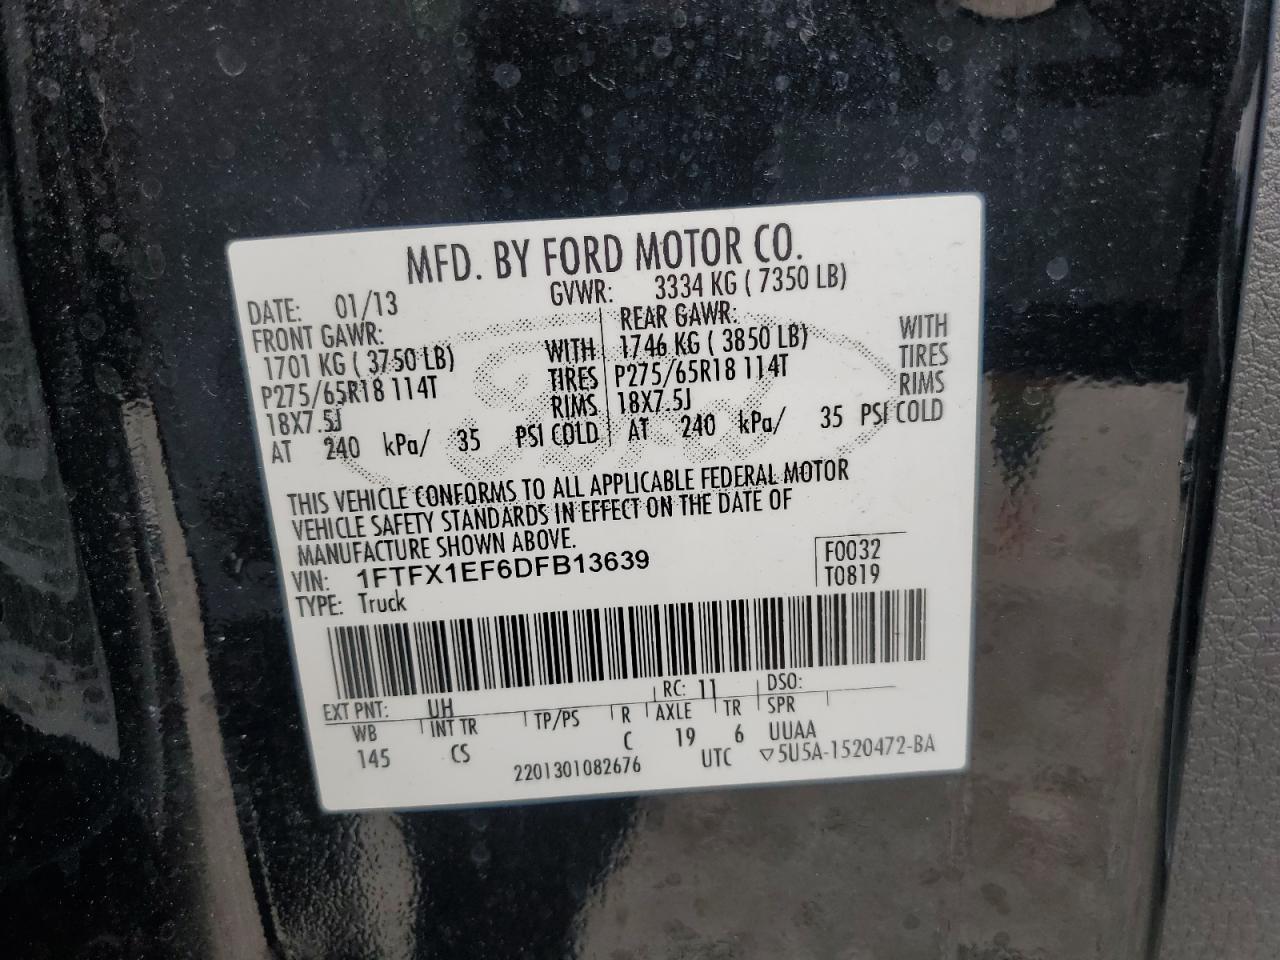 MFD. BY FORD MOTOR CO.
DATE: 01/13 GVWR: 3334 KG ( 7350 LB)
FRONT GAWR: REAR GAWR:
1701 KG ( 3750 LB) WITH 1746 KG ( 3850 LB) WITH
P275/65R18 114T TIRES P275/65R18 114T TIRES
18X7.5J RIMS 18X7.5J RIMS
AT 240 kPa/ 35 PSI COLD AT 240 kPa/ 35 PSI COLD
THIS VEHICLE CONFORMS TO ALL APPLICABLE FEDERAL MOTOR
VEHICLE SAFETY STANDARDS IN EFFECT ON THE DATE OF
MANUFACTURE SHOWN ABOVE.
VIN: 1FTFX1EF6DFB13639 F0032
TYPE: Truck T0819
EXT PNT: UH RC: 11 DSO:
WB INT TR TP/PS R AXLE TR SPR
145 CS C 19 6 UUAA
2201301082676 UTC ▽5U5A-1520472-BA